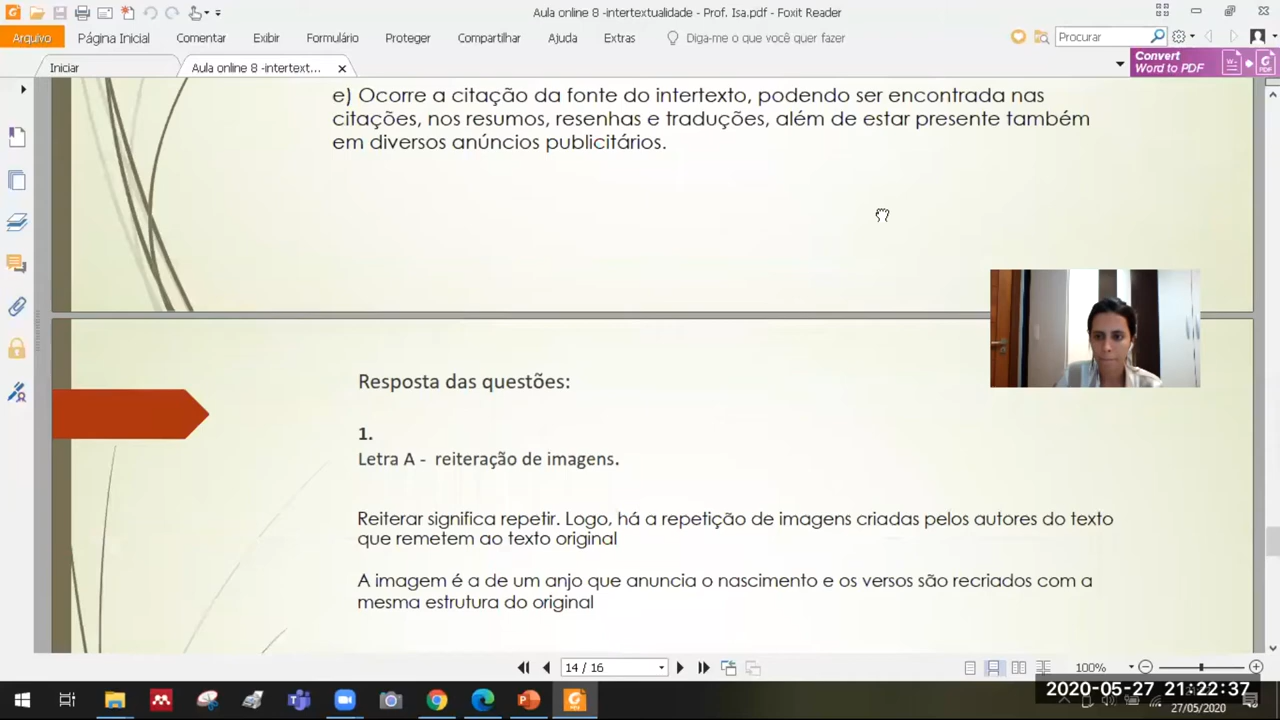 Aula online 8 -intertextualidade - Prof. Isa.pdf - Foxit Reader
Arquivo Página Inicial Comentar Exibir Formulário Proteger Compartilhar Ajuda Extras Diga-me o que você quer fazer Procurar
Iniciar Aula online 8 -intertext... Convert
Word to PDF
e) Ocorre a citação da fonte do intertexto, podendo ser encontrada nas
citações, nos resumos, resenhas e traduções, além de estar presente também
em diversos anúncios publicitários.
Resposta das questões:
1.
Letra A - reiteração de imagens.
Reiterar significa repetir. Logo, há a repetição de imagens criadas pelos autores do texto
que remetem ao texto original
A imagem é a de um anjo que anuncia o nascimento e os versos são recriados com a
mesma estrutura do original
14 / 16 100%
2020-05-27 21:22:37
27/05/2020